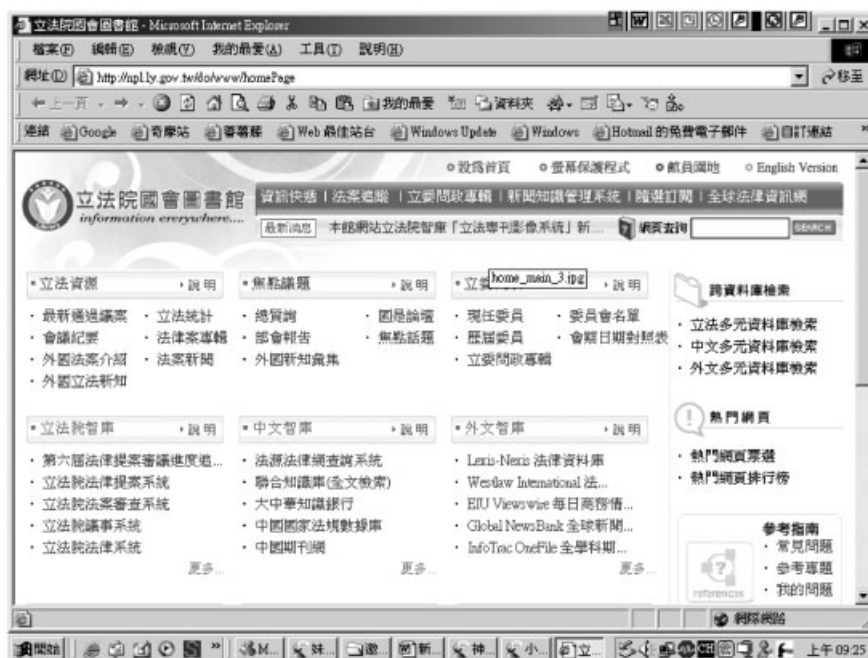 立法院國會圖書館 - Microsoft Internet Explorer
檔案(F) 編輯(E) 檢視(V) 我的最愛(A) 工具(T) 說明(H)
網址(D) http://npl.ly.gov.tw/do/www/homePage 移至
上一頁 我的最愛 資料夾
連結 Google 奇摩站 蕃薯藤 Web 最佳站台 Windows Update Windows Hotmail 的免費電子郵件 自訂連結
設為首頁 螢幕保護程式 館員園地 English Version
立法院國會圖書館
information everywhere....
資訊快遞 | 法案追蹤 | 立委問政專輯 | 新聞知識管理系統 | 隨選訂閱 | 全球法律資訊網
最新消息 本館網站立法院智庫「立法專刊影像系統」新.... 網頁查詢 SEARCH
立法資源 說明
最新通過議案 立法統計
會議紀要 法律案專輯
外國法案介紹 法案新聞
外國立法新知
焦點議題 說明
總質詢 國是論壇
部會報告 焦點話題
外國新知彙集
立委 home_main_3.jpg 說明
現任委員 委員會名單
歷屆委員 會期日期對照表
立委問政專輯
跨資料庫檢索
立法多元資料庫檢索
中文多元資料庫檢索
外文多元資料庫檢索
立法院智庫 說明
第六屆法律提案審議進度追...
立法院法律提案系統
立法院法案審查系統
立法院議事系統
立法院法律系統
更多...
中文智庫 說明
法源法律網查詢系統
聯合知識庫(全文檢索)
大中華知識銀行
中國國家法規數據庫
中國期刊網
更多...
外文智庫 說明
Lexis-Nexis 法律資料庫
Westlaw International 法...
EIU Viewswire 每日商務情...
Global NewsBank 全球新聞...
InfoTrac OneFile 全學科期...
更多...
熱門網頁
熱門網頁票選
熱門網頁排行榜
參考指南
常見問題
參考專題
我的問題
references
網際網路
開始 M... 妹... 邀... 新... 神... 小... 立... CH 上午 09:25